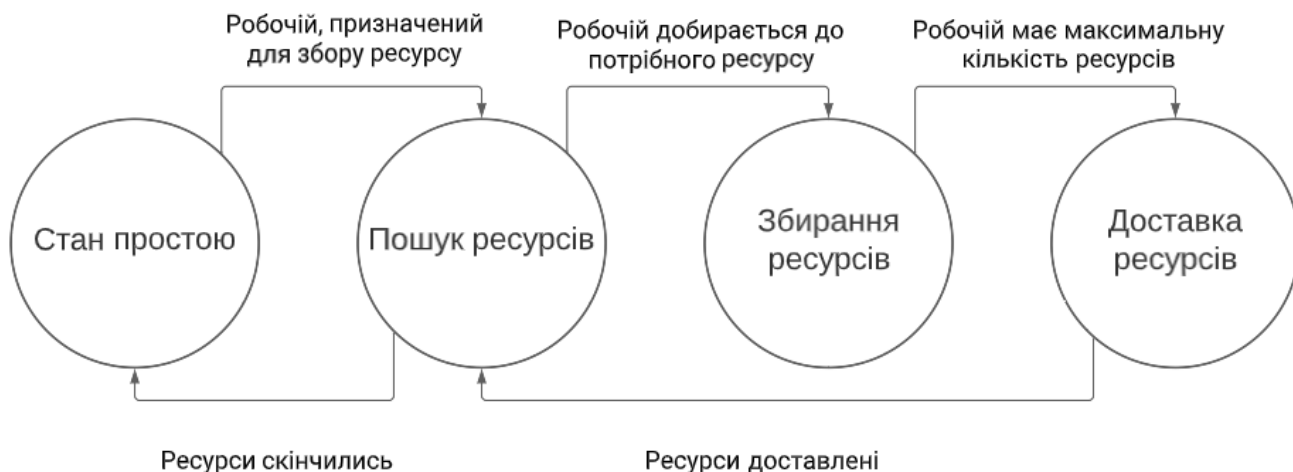 Робочій, призначений
для збору ресурсу
Робочій добирається до
потрібного ресурсу
Робочій має максимальну
кількість ресурсів
Стан простою
Пошук ресурсів
Збирання
ресурсів
Доставка
ресурсів
Ресурси скінчились
Ресурси доставлені